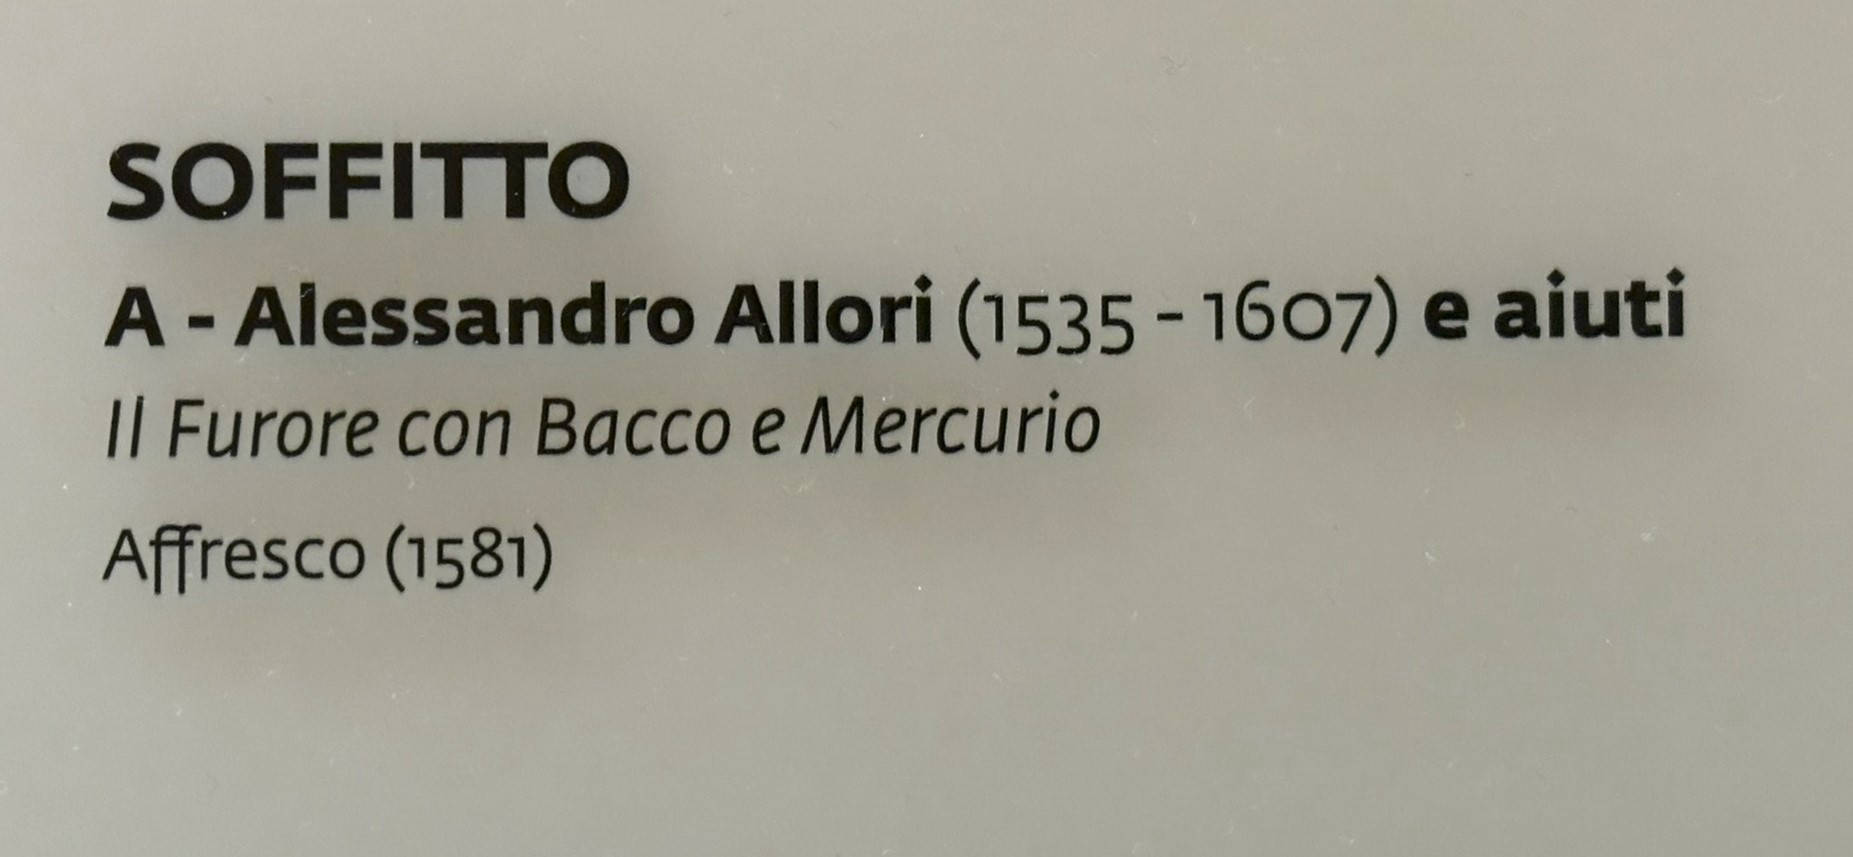 SOFFITTO
A - Alessandro Allori (1535 - 1607) e aiuti
Il Furore con Bacco e Mercurio
Affresco (1581)